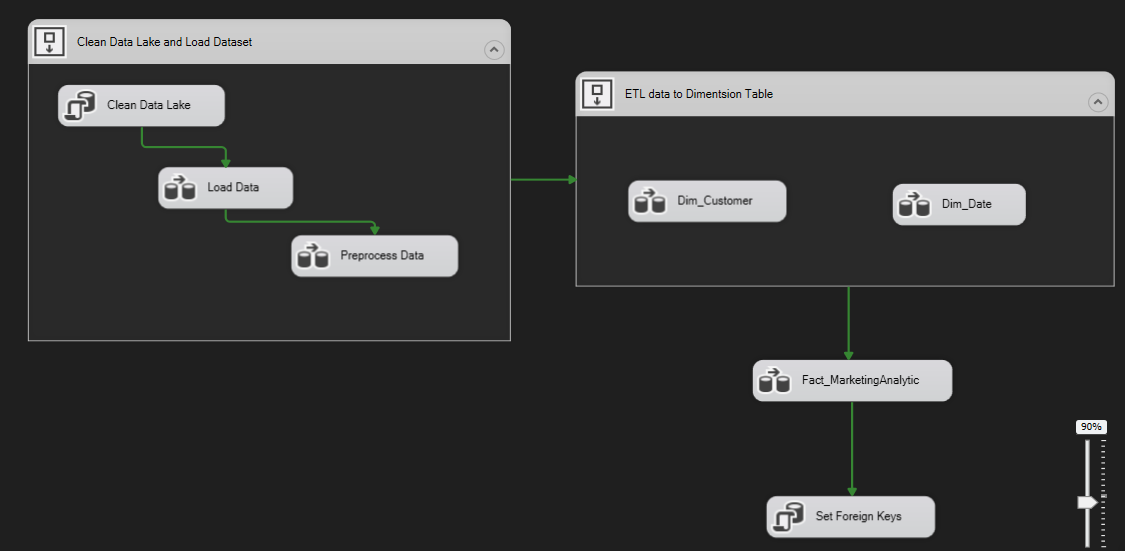 Clean Data Lake and Load Dataset
Clean Data Lake
Load Data
Preprocess Data
ETL data to Dimentsion Table
Dim_Customer
Dim_Date
Fact_MarketingAnalytic
90%
Set Foreign Keys